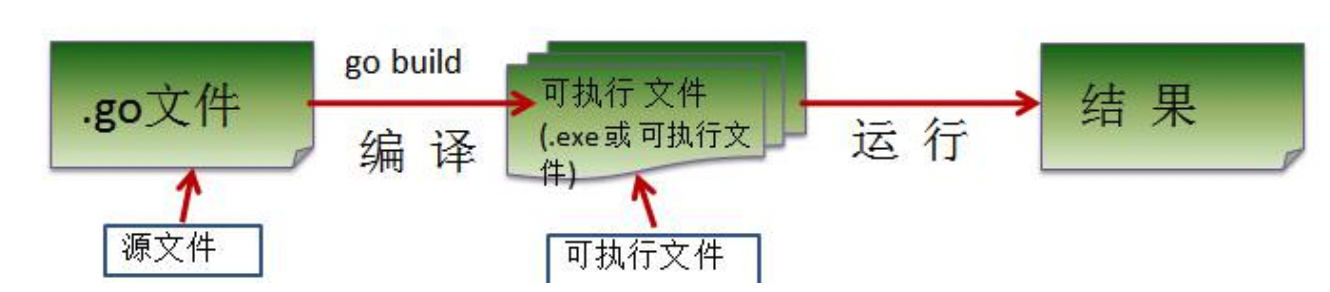 .go文件
go build
编 译
可执行 文件
(.exe或 可执行文
件)
运 行
结 果
源文件
可执行文件